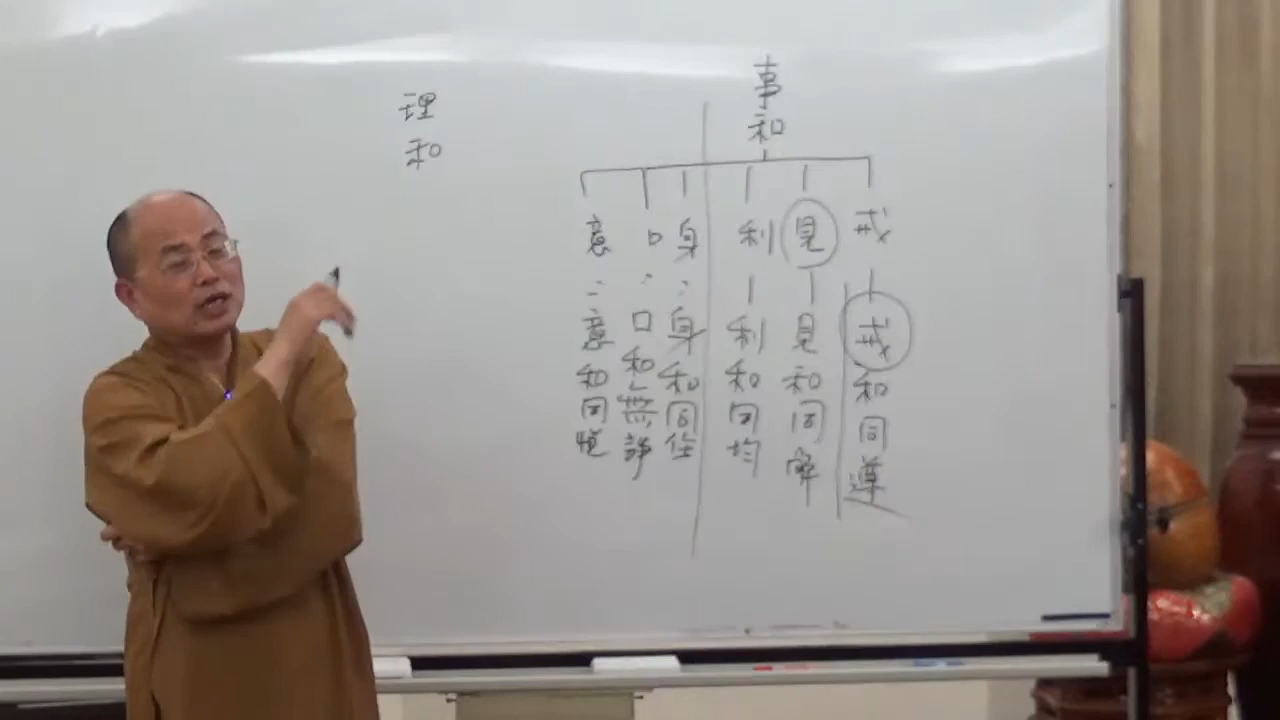 事和
戒
戒和同遵
見
見和同解
利
利和同均
身
身和同住
口
口和無諍
意
意和同悅
理和